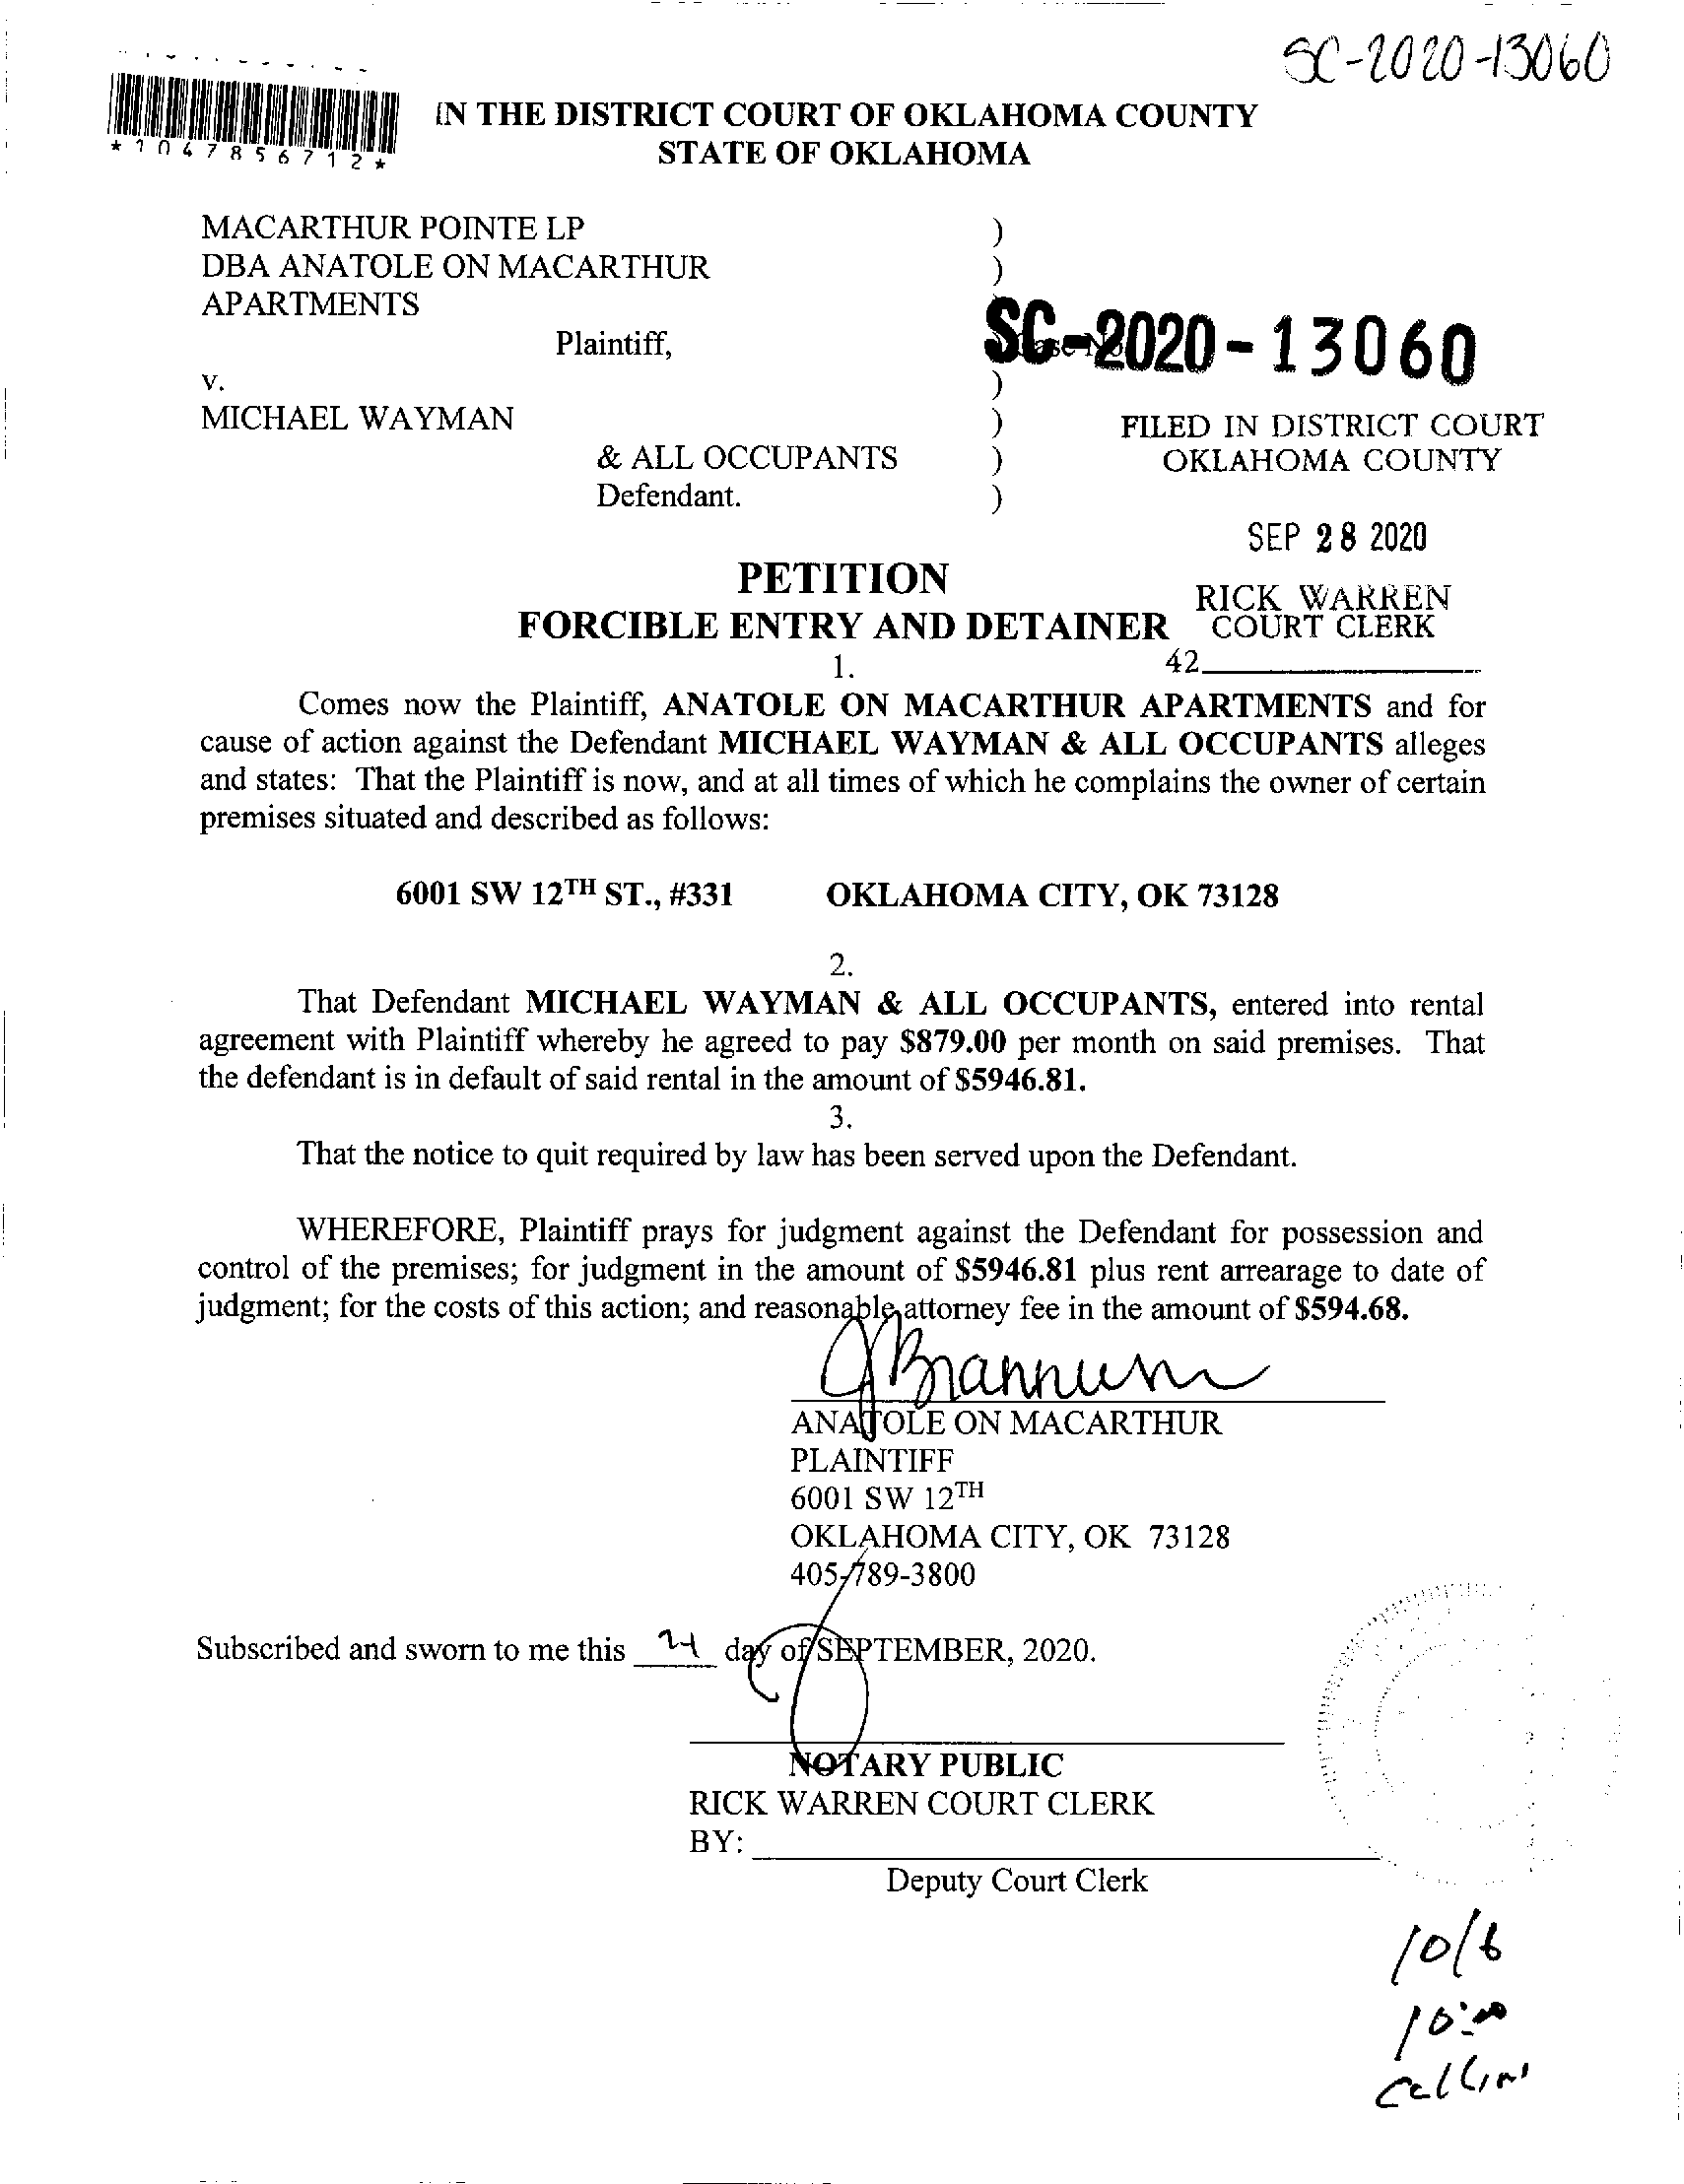 SC-2020-13060
*1047856712*
IN THE DISTRICT COURT OF OKLAHOMA COUNTY
STATE OF OKLAHOMA
MACARTHUR POINTE LP )
DBA ANATOLE ON MACARTHUR )
APARTMENTS
Plaintiff, SC-2020-13060
v. )
MICHAEL WAYMAN )
FILED IN DISTRICT COURT
& ALL OCCUPANTS )
OKLAHOMA COUNTY
Defendant. )
SEP 28 2020
PETITION
RICK WARREN
FORCIBLE ENTRY AND DETAINER
COURT CLERK
1.
42
Comes now the Plaintiff, ANATOLE ON MACARTHUR APARTMENTS and for
cause of action against the Defendant MICHAEL WAYMAN & ALL OCCUPANTS alleges
and states: That the Plaintiff is now, and at all times of which he complains the owner of certain
premises situated and described as follows:
6001 SW 12TH ST., #331 OKLAHOMA CITY, OK 73128
2.
That Defendant MICHAEL WAYMAN & ALL OCCUPANTS, entered into rental
agreement with Plaintiff whereby he agreed to pay $879.00 per month on said premises. That
the defendant is in default of said rental in the amount of $5946.81.
3.
That the notice to quit required by law has been served upon the Defendant.
WHEREFORE, Plaintiff prays for judgment against the Defendant for possession and
control of the premises; for judgment in the amount of $5946.81 plus rent arrearage to date of
judgment; for the costs of this action; and reasonable attorney fee in the amount of $594.68.
JBrannum
ANATOLE ON MACARTHUR
PLAINTIFF
6001 SW 12TH
OKLAHOMA CITY, OK 73128
405-789-3800
Subscribed and sworn to me this 24 day of SEPTEMBER, 2020.
NOTARY PUBLIC
RICK WARREN COURT CLERK
BY:
Deputy Court Clerk
10/6
10:00
Collins